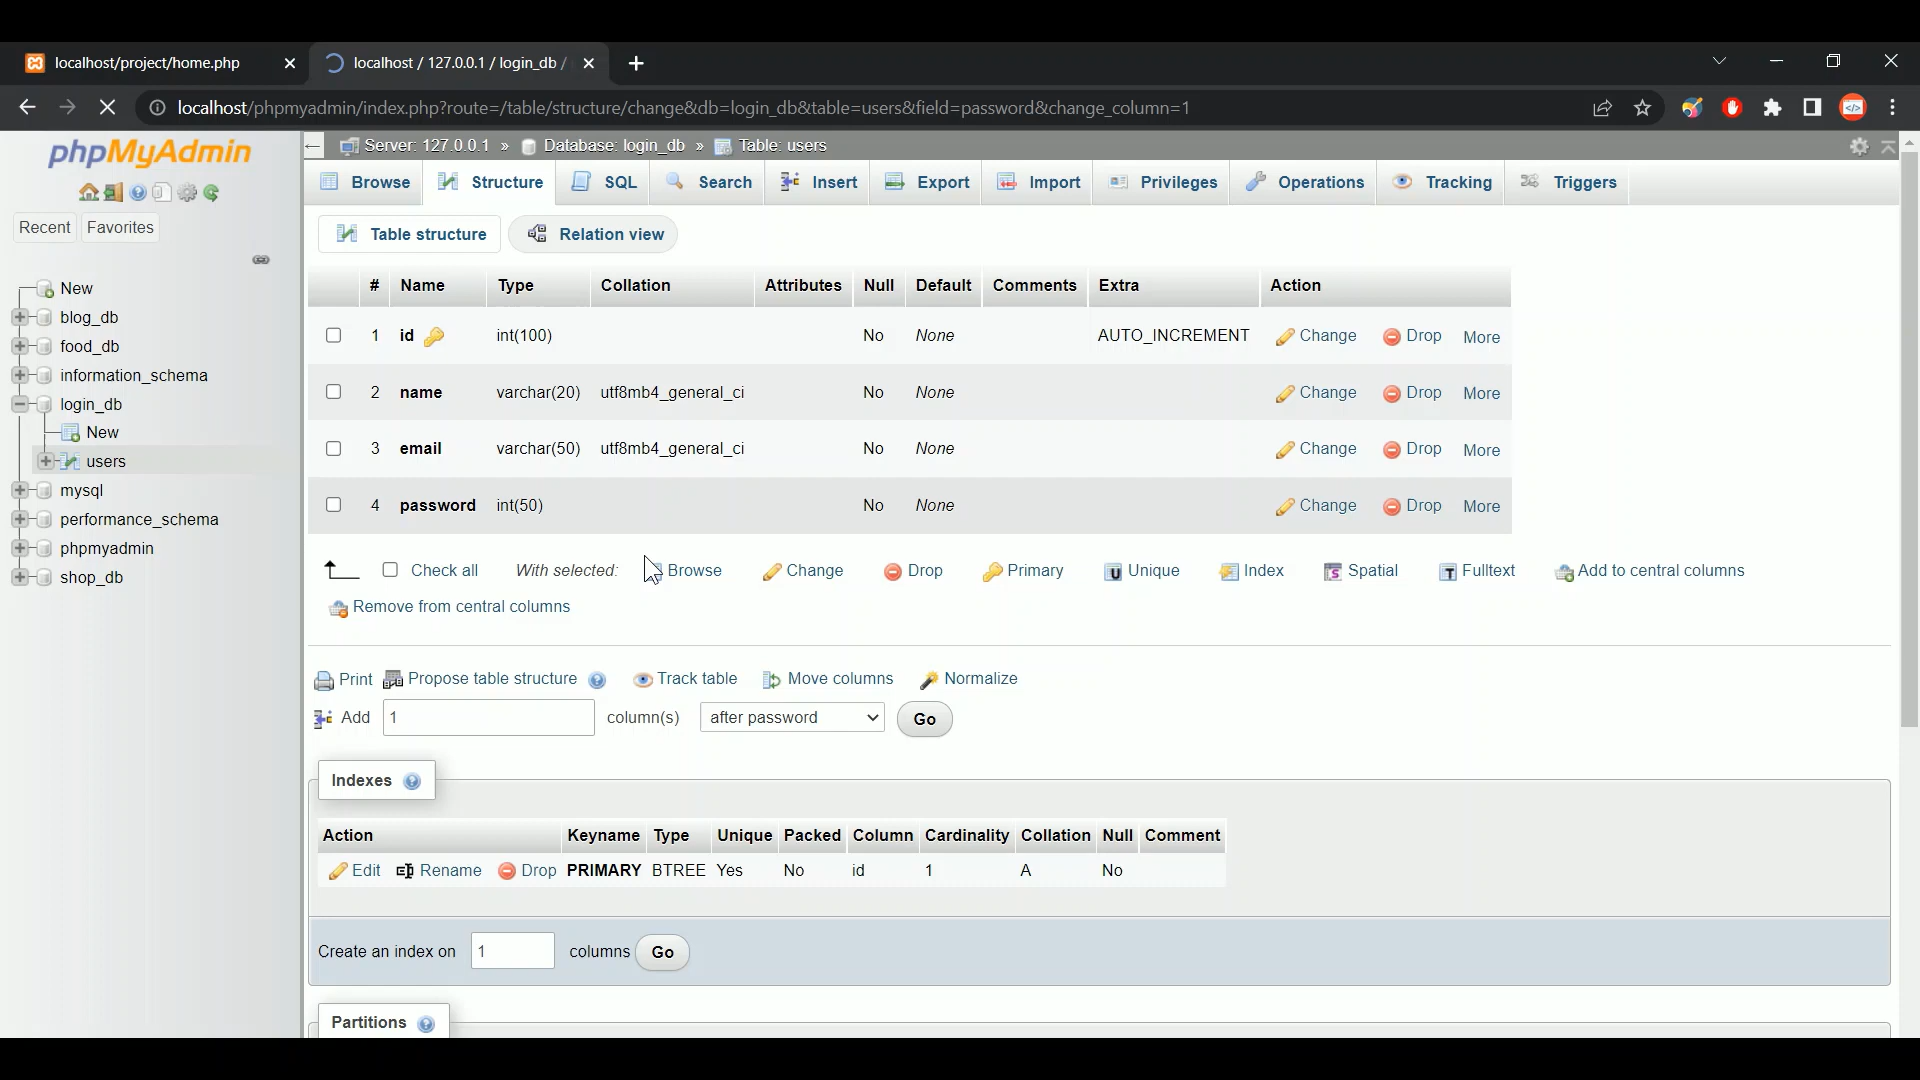 localhost/project/home.php
localhost / 127.0.0.1 / login_db /
localhost/phpmyadmin/index.php?route=/table/structure/change&db=login_db&table=users&field=password&change_column=1
phpMyAdmin
Recent Favorites
New
blog_db
food_db
information_schema
login_db
New
users
mysql
performance_schema
phpmyadmin
shop_db
Server: 127.0.0.1 » Database: login_db » Table: users
Browse Structure SQL Search Insert Export Import Privileges Operations Tracking Triggers
Table structure Relation view
# Name Type Collation Attributes Null Default Comments Extra Action
1 id int(100) No None AUTO_INCREMENT Change Drop More
2 name varchar(20) utf8mb4_general_ci No None Change Drop More
3 email varchar(50) utf8mb4_general_ci No None Change Drop More
4 password int(50) No None Change Drop More
Check all With selected: Browse Change Drop Primary Unique Index Spatial Fulltext Add to central columns
Remove from central columns
Print Propose table structure Track table Move columns Normalize
Add 1 column(s) after password Go
Indexes
Action Keyname Type Unique Packed Column Cardinality Collation Null Comment
Edit Rename Drop PRIMARY BTREE Yes No id 1 A No
Create an index on 1 columns Go
Partitions